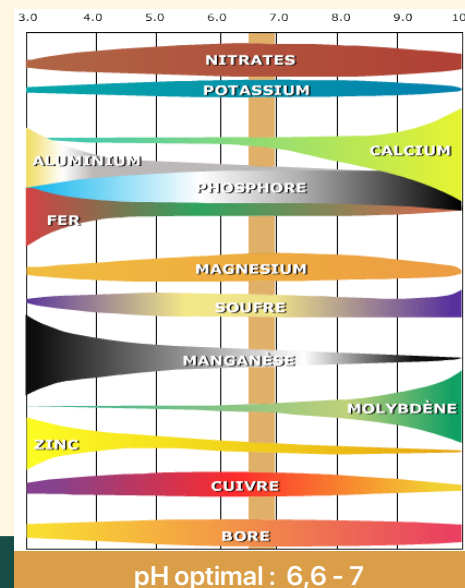 3.0 4.0 5.0 6.0 7.0 8.0 9.0 10
NITRATES
POTASSIUM
CALCIUM
ALUMINIUM
PHOSPHORE
FER
MAGNESIUM
SOUFRE
MANGANÈSE
MOLYBDÈNE
ZINC
CUIVRE
BORE
pH optimal : 6,6 - 7